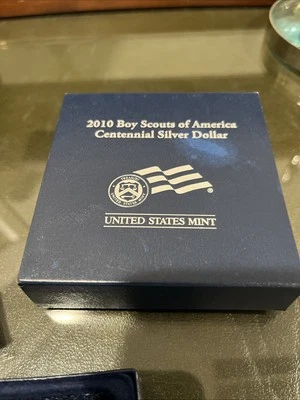 2010 Boy Scouts of America
Centennial Silver Dollar
UNITED STATES MINT